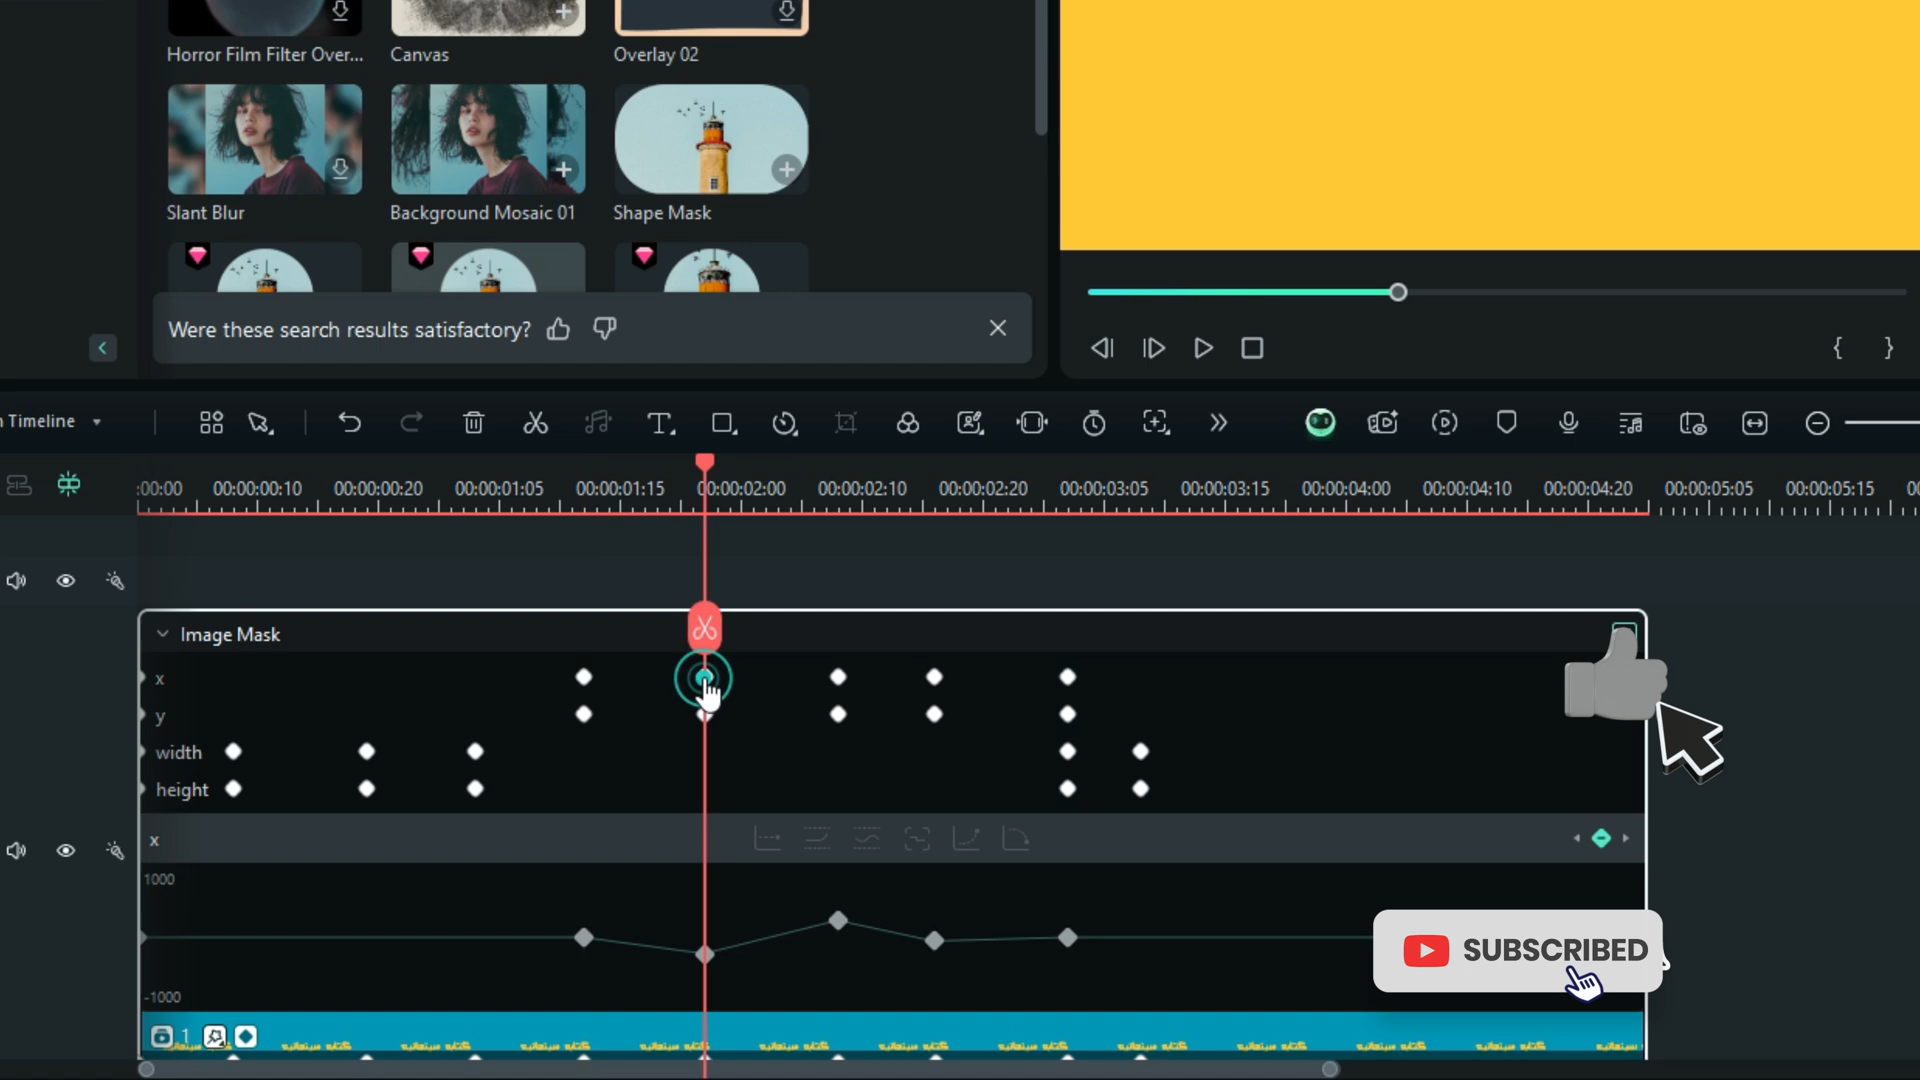 Horror Film Filter Over...
Canvas
Overlay 02
Slant Blur
Background Mosaic 01
Shape Mask
Were these search results satisfactory?
{ }
Timeline
:00:00 00:00:00:10 00:00:00:20 00:00:01:05 00:00:01:15 00:00:02:00 00:00:02:10 00:00:02:20 00:00:03:05 00:00:03:15 00:00:04:00 00:00:04:10 00:00:04:20 00:00:05:05 00:00:05:15
Image Mask
x
y
width
height
x
1000
SUBSCRIBED
-1000
1